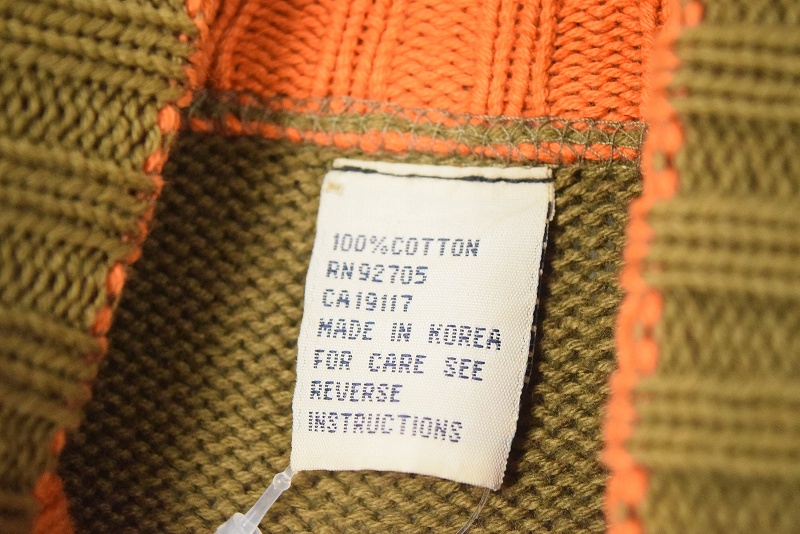 100%COTTON
RN92705
CA19117
MADE IN KOREA
FOR CARE SEE
REVERSE
INSTRUCTIONS